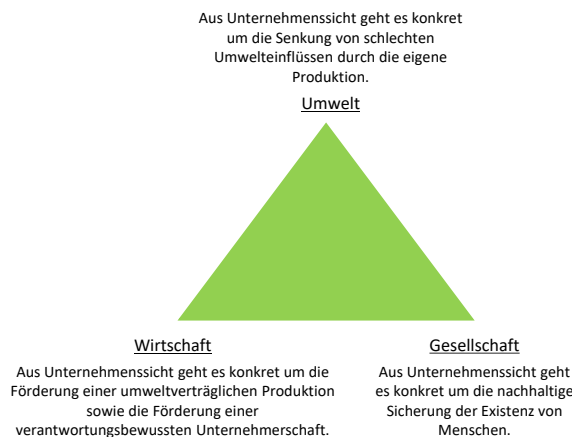 Aus Unternehmenssicht geht es konkret
um die Senkung von schlechten
Umwelteinflüssen durch die eigene
Produktion.
Umwelt
Wirtschaft
Aus Unternehmenssicht geht es konkret um die
Förderung einer umweltverträglichen Produktion
sowie die Förderung einer
verantwortungsbewussten Unternehmerschaft.
Gesellschaft
Aus Unternehmenssicht geht
es konkret um die nachhaltige
Sicherung der Existenz von
Menschen.